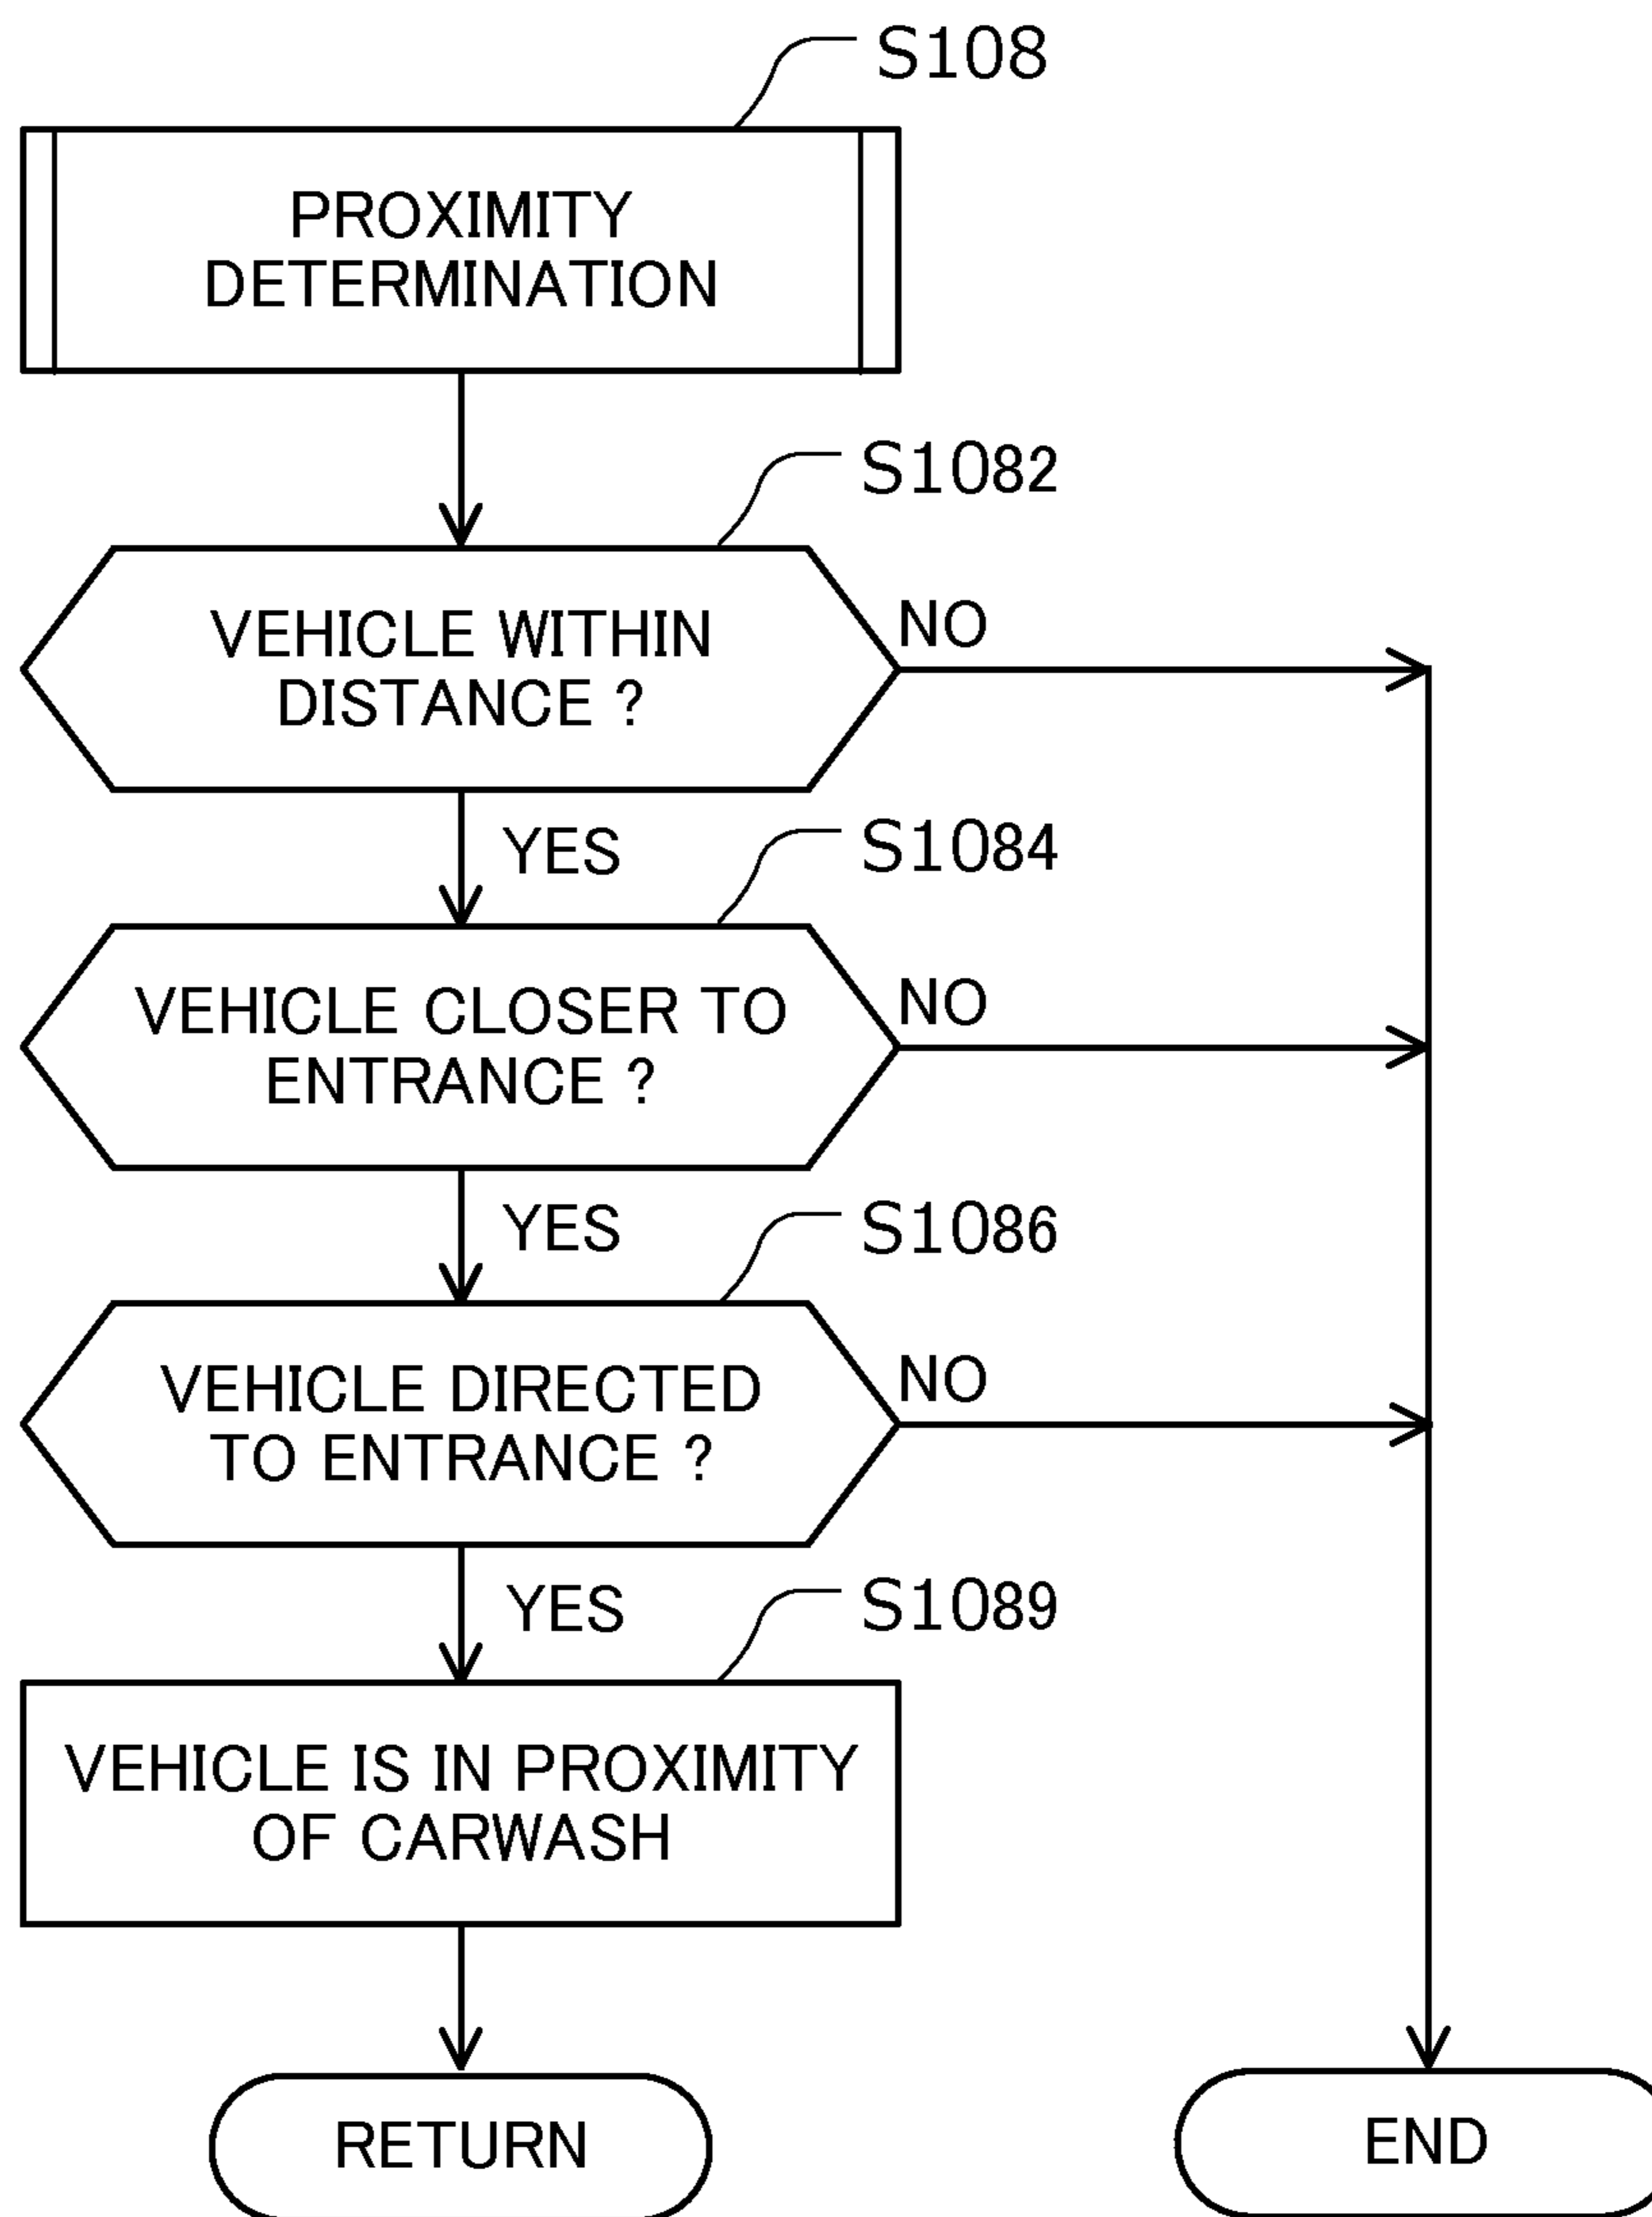 S108
PROXIMITY
DETERMINATION
S1082
VEHICLE WITHIN
DISTANCE ?
NO
YES
S1084
VEHICLE CLOSER TO
ENTRANCE ?
NO
YES
S1086
VEHICLE DIRECTED
TO ENTRANCE ?
NO
YES
S1089
VEHICLE IS IN PROXIMITY
OF CARWASH
RETURN
END